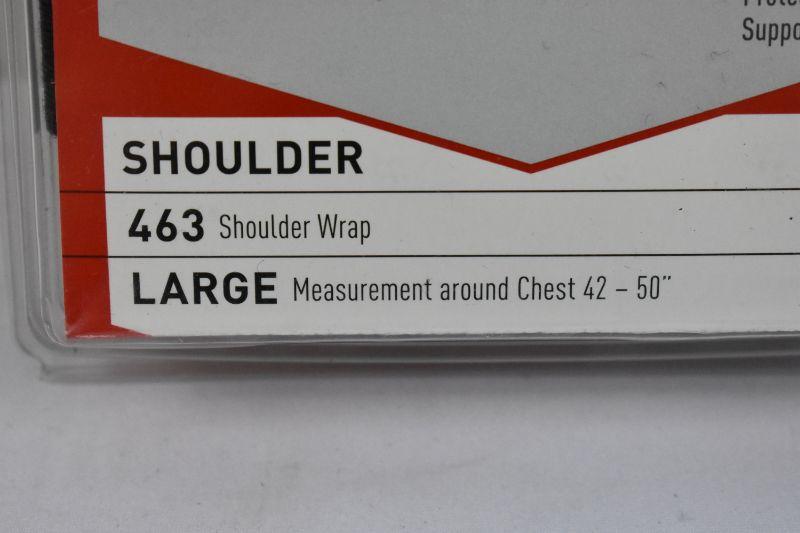 SHOULDER
463 Shoulder Wrap
LARGE Measurement around Chest 42 – 50”